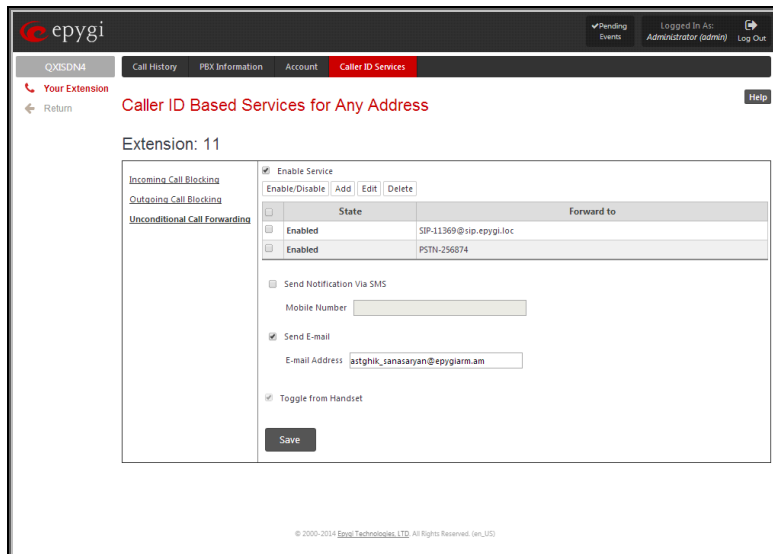 epygi
Pending Events
Logged In As:
Administrator (admin)
Log Out
QXISDN4
Call History PBX Information Account Caller ID Services
Your Extension
Return
Caller ID Based Services for Any Address
Help
Extension: 11
Incoming Call Blocking
Outgoing Call Blocking
Unconditional Call Forwarding
Enable Service
Enable/Disable Add Edit Delete
State Forward to
Enabled SIP-11369@sip.epygi.loc
Enabled PSTN-256874
Send Notification Via SMS
Mobile Number
Send E-mail
E-mail Address astghik_sanasaryan@epygiarm.am
Toggle from Handset
Save
© 2000-2014 Epygi Technologies, LTD. All Rights Reserved. (en_US)